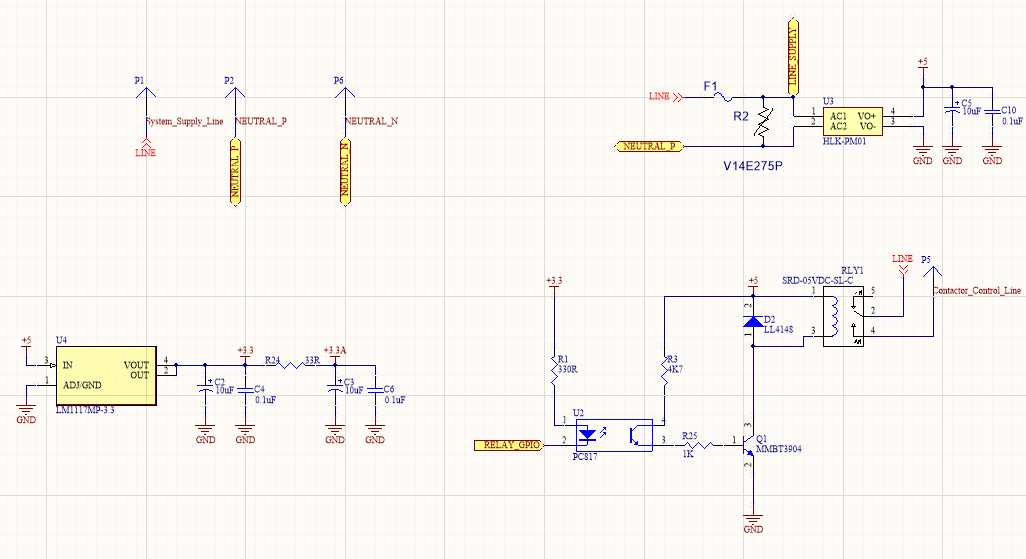 P1
System_Supply_Line
LINE
P2
NEUTRAL_P
NEUTRAL_P
P6
NEUTRAL_N
NEUTRAL_N
LINE
F1
LINE_SUPPLY
R2
V14E275P
NEUTRAL_P
U3
1 AC1 VO+ 4
2 AC2 VO- 3
HLK-PM01
+5
C5
10uF
C10
0.1uF
GND
GND
GND
+5
U4
3 IN VOUT 4
OUT 2
1 ADJ/GND
LM1117MP-3.3
GND
+3.3
R24 33R
+3.3A
C2
10uF
C4
0.1uF
C3
10uF
C6
0.1uF
GND
GND
GND
GND
+3.3
R1
330R
R3
4K7
U2
1
2
4
3
PC817
RELAY_GPIO
R25
1K
+5
2
D2
LL4148
1
3
1
Q1
MMBT3904
2
GND
RLY1
SRD-05VDC-SL-C
1
3
5
2
4
LINE
P5
Contactor_Control_Line